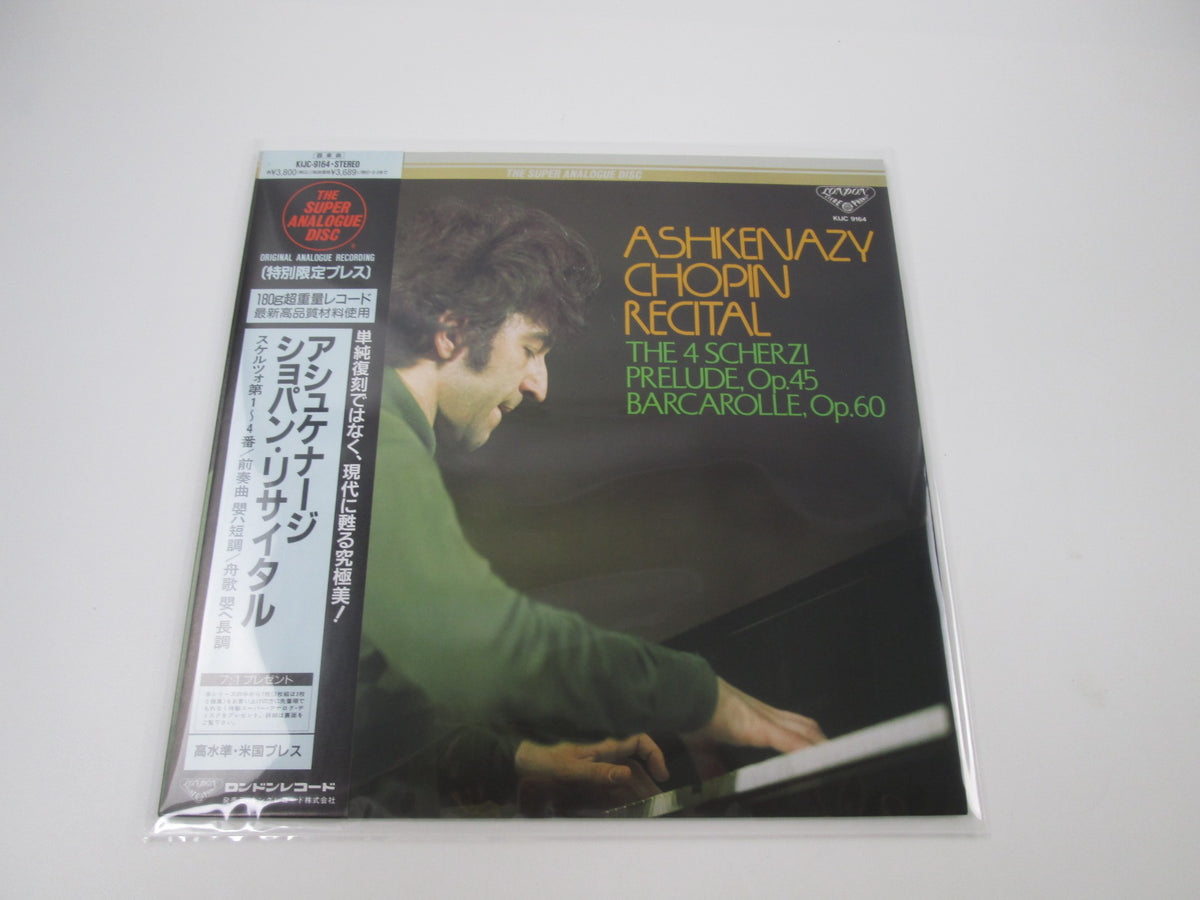 KIJC-9164・STEREO
THE
SUPER
ANALOGUE
DISC
ORIGINAL ANALOGUE RECORDING
(特別限定プレス)
180g超重量レコード
最新高品質材料使用
単純復刻ではなく、現代に甦る究極美!
アシュケナージ
ショパン・リサイタル
スケルツォ第1〜4番/前奏曲 嬰ハ短調/舟歌 嬰ヘ長調
7:1プレゼント
高水準・米国プレス
LONDON
ロンドンレコード
THE SUPER ANALOGUE DISC
LONDON
KIJC 9164
ASHKENAZY
CHOPIN
RECITAL
THE 4 SCHERZI
PRELUDE, Op.45
BARCAROLLE, Op.60